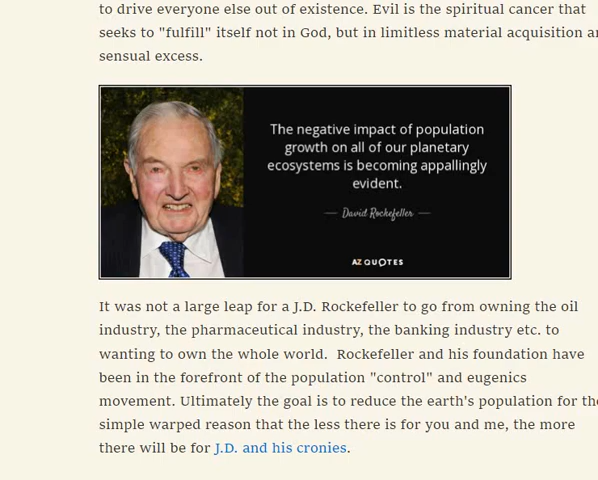 to drive everyone else out of existence. Evil is the spiritual cancer that
seeks to "fulfill" itself not in God, but in limitless material acquisition
sensual excess.
The negative impact of population
growth on all of our planetary
ecosystems is becoming appallingly
evident.
— David Rockefeller —
AZ QUOTES
It was not a large leap for a J.D. Rockefeller to go from owning the oil
industry, the pharmaceutical industry, the banking industry etc. to
wanting to own the whole world.  Rockefeller and his foundation have
been in the forefront of the population "control" and eugenics
movement. Ultimately the goal is to reduce the earth's population for
simple warped reason that the less there is for you and me, the more
there will be for J.D. and his cronies.